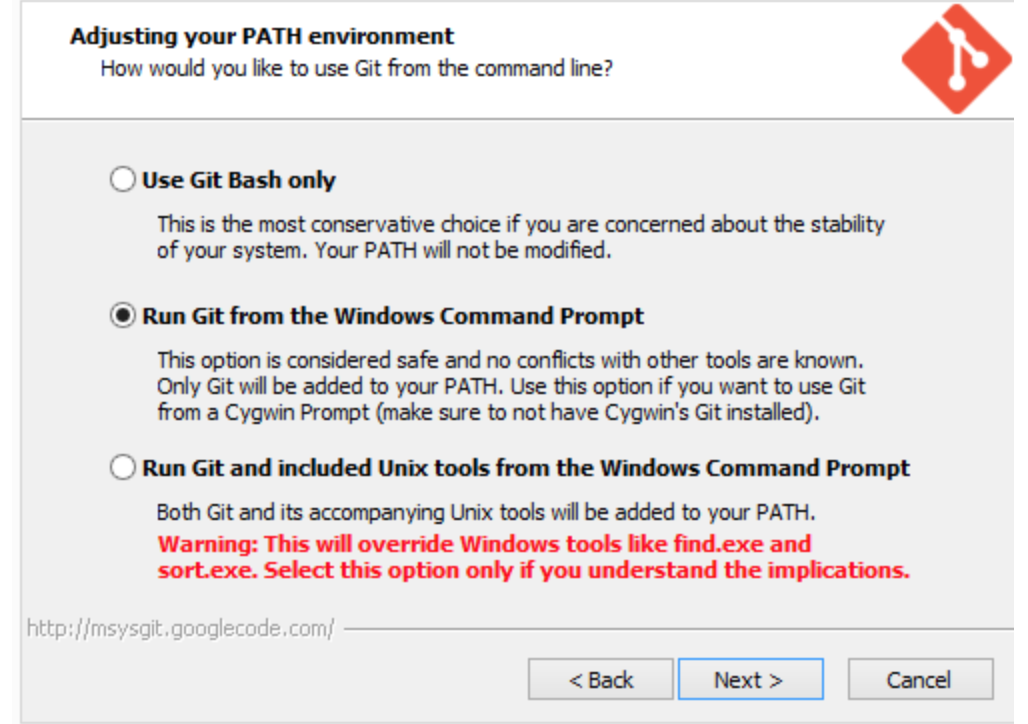 Adjusting your PATH environment
How would you like to use Git from the command line?
Use Git Bash only
This is the most conservative choice if you are concerned about the stability
of your system. Your PATH will not be modified.
Run Git from the Windows Command Prompt
This option is considered safe and no conflicts with other tools are known.
Only Git will be added to your PATH. Use this option if you want to use Git
from a Cygwin Prompt (make sure to not have Cygwin's Git installed).
Run Git and included Unix tools from the Windows Command Prompt
Both Git and its accompanying Unix tools will be added to your PATH.
Warning: This will override Windows tools like find.exe and
sort.exe. Select this option only if you understand the implications.
http://msysgit.googlecode.com/
< Back Next > Cancel